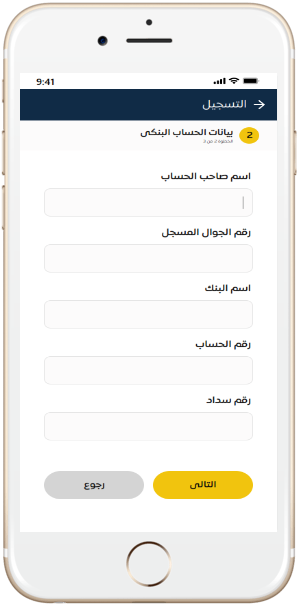 9:41
التسجيل
2
بيانات الحساب البنكى
الخطوة 2 من 3
اسم صاحب الحساب
رقم الجوال المسجل
اسم البنك
رقم الحساب
رقم سداد
التالى
رجوع